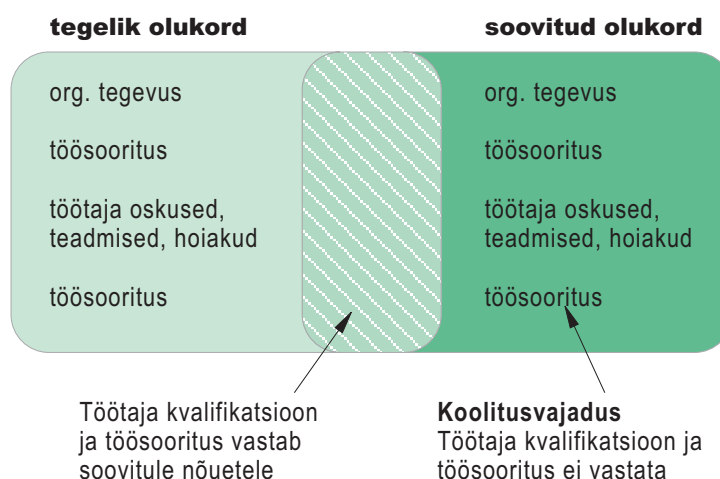 tegelik olukord
org. tegevus
töösooritus
töötaja oskused,
teadmised, hoiakud
töösooritus
soovitud olukord
org. tegevus
töösooritus
töötaja oskused,
teadmised, hoiakud
töösooritus
Töötaja kvalifikatsioon
ja töösooritus vastab
soovitule nõuetele
Koolitusvajadus
Töötaja kvalifikatsioon ja
töösooritus ei vastata